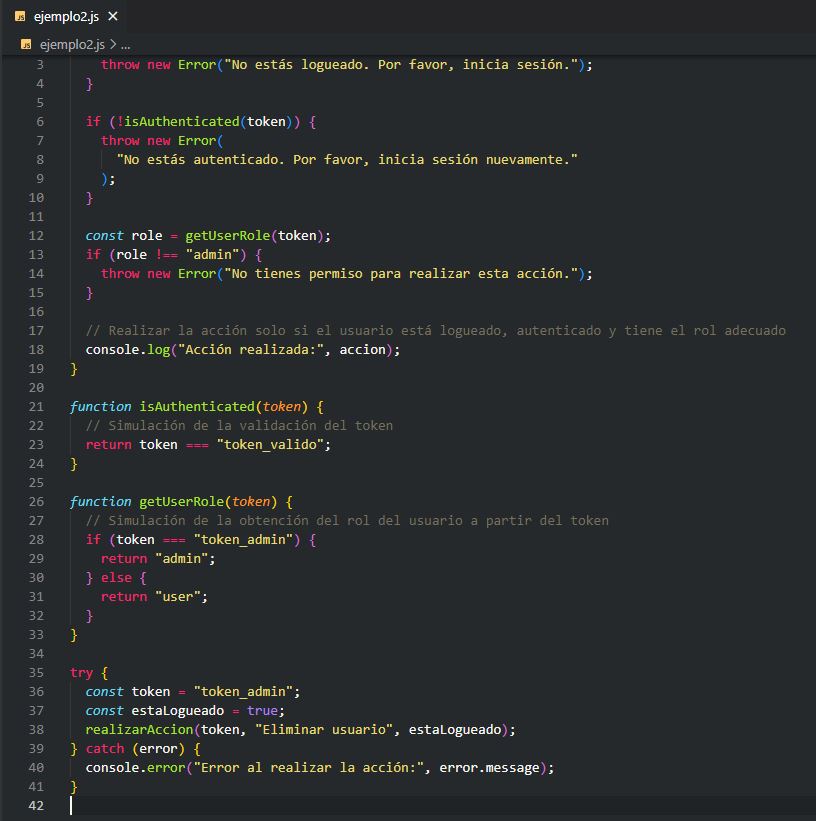 JS ejemplo2.js ×
JS ejemplo2.js > ...
3 throw new Error("No estás logueado. Por favor, inicia sesión.");
4 }
5
6 if (!isAuthenticated(token)) {
7 throw new Error(
8 "No estás autenticado. Por favor, inicia sesión nuevamente."
9 );
10 }
11
12 const role = getUserRole(token);
13 if (role !== "admin") {
14 throw new Error("No tienes permiso para realizar esta acción.");
15 }
16
17 // Realizar la acción solo si el usuario está logueado, autenticado y tiene el rol adecuado
18 console.log("Acción realizada:", accion);
19 }
20
21 function isAuthenticated(token) {
22 // Simulación de la validación del token
23 return token === "token_valido";
24 }
25
26 function getUserRole(token) {
27 // Simulación de la obtención del rol del usuario a partir del token
28 if (token === "token_admin") {
29 return "admin";
30 } else {
31 return "user";
32 }
33 }
34
35 try {
36 const token = "token_admin";
37 const estaLogueado = true;
38 realizarAccion(token, "Eliminar usuario", estaLogueado);
39 } catch (error) {
40 console.error("Error al realizar la acción:", error.message);
41 }
42